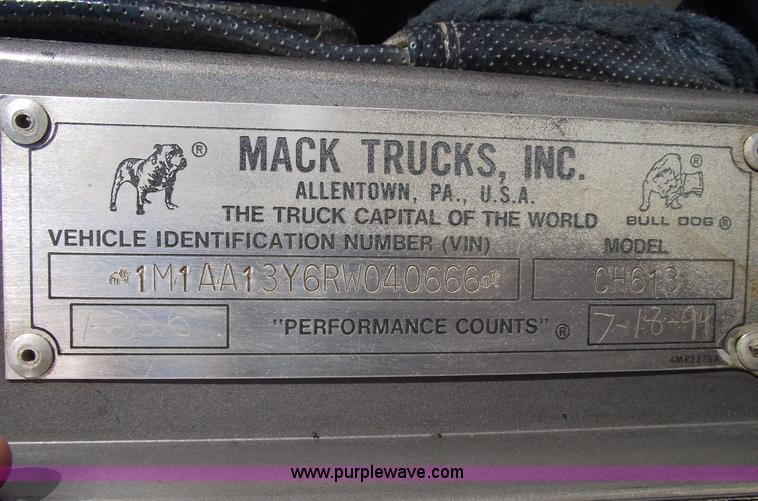 MACK TRUCKS, INC.
ALLENTOWN, PA., U.S.A.
THE TRUCK CAPITAL OF THE WORLD
BULL DOG ®
VEHICLE IDENTIFICATION NUMBER (VIN)
MODEL
1M1AA13Y6RW040666
CH613
"PERFORMANCE COUNTS" ®
7-18-94
4MR2575A
www.purplewave.com